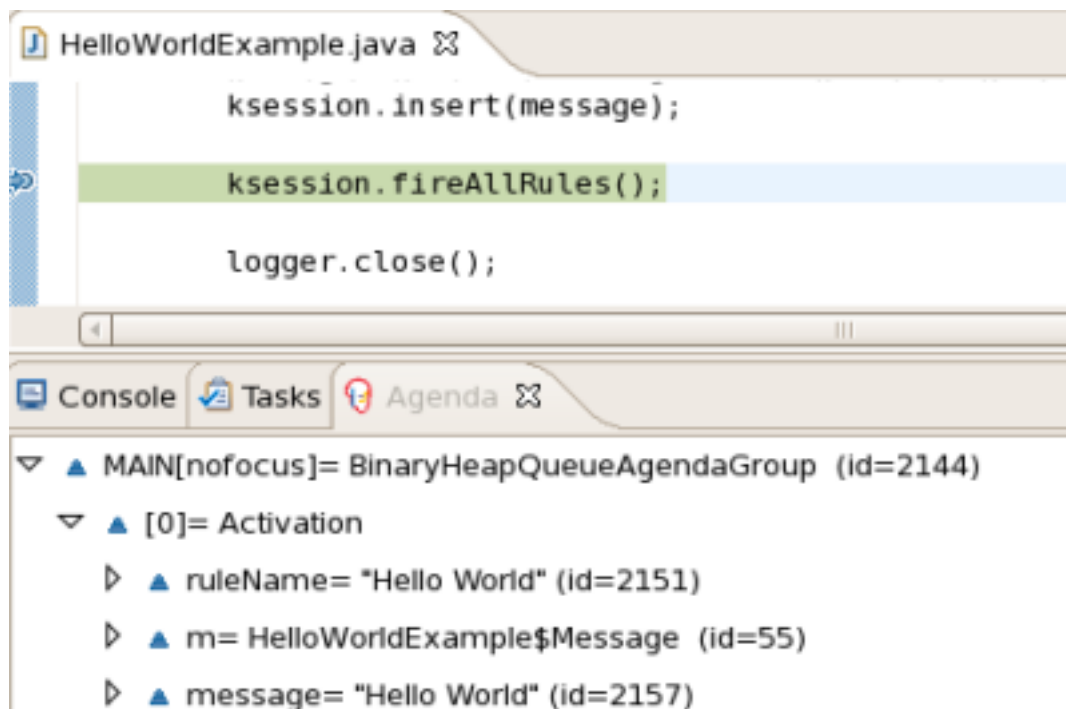 HelloWorldExample.java
ksession.insert(message);
ksession.fireAllRules();
logger.close();
Console Tasks Agenda
MAIN[nofocus]= BinaryHeapQueueAgendaGroup (id=2144)
[0]= Activation
ruleName= "Hello World" (id=2151)
m= HelloWorldExample$Message (id=55)
message= "Hello World" (id=2157)